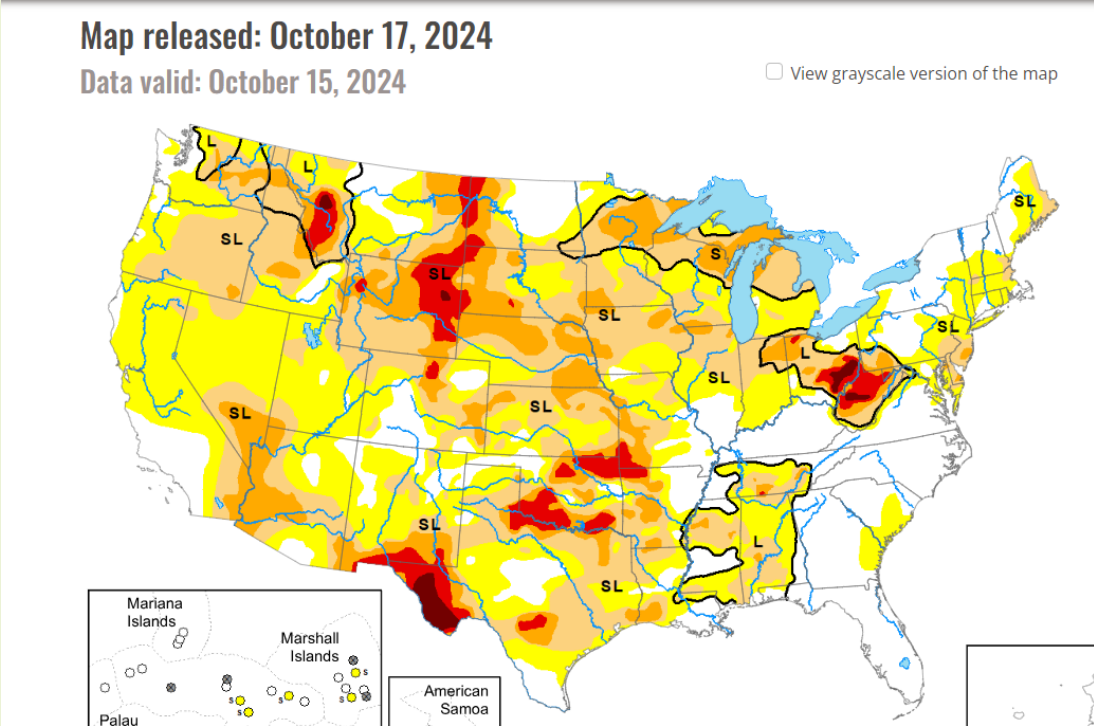 Map released: October 17, 2024
Data valid: October 15, 2024
View grayscale version of the map
L
L
SL
SL
SL
S
SL
SL
L
SL
SL
SL
SL
SL
L
SL
Mariana
Islands
Marshall
Islands
s
s
s
s
s
Palau
American
Samoa